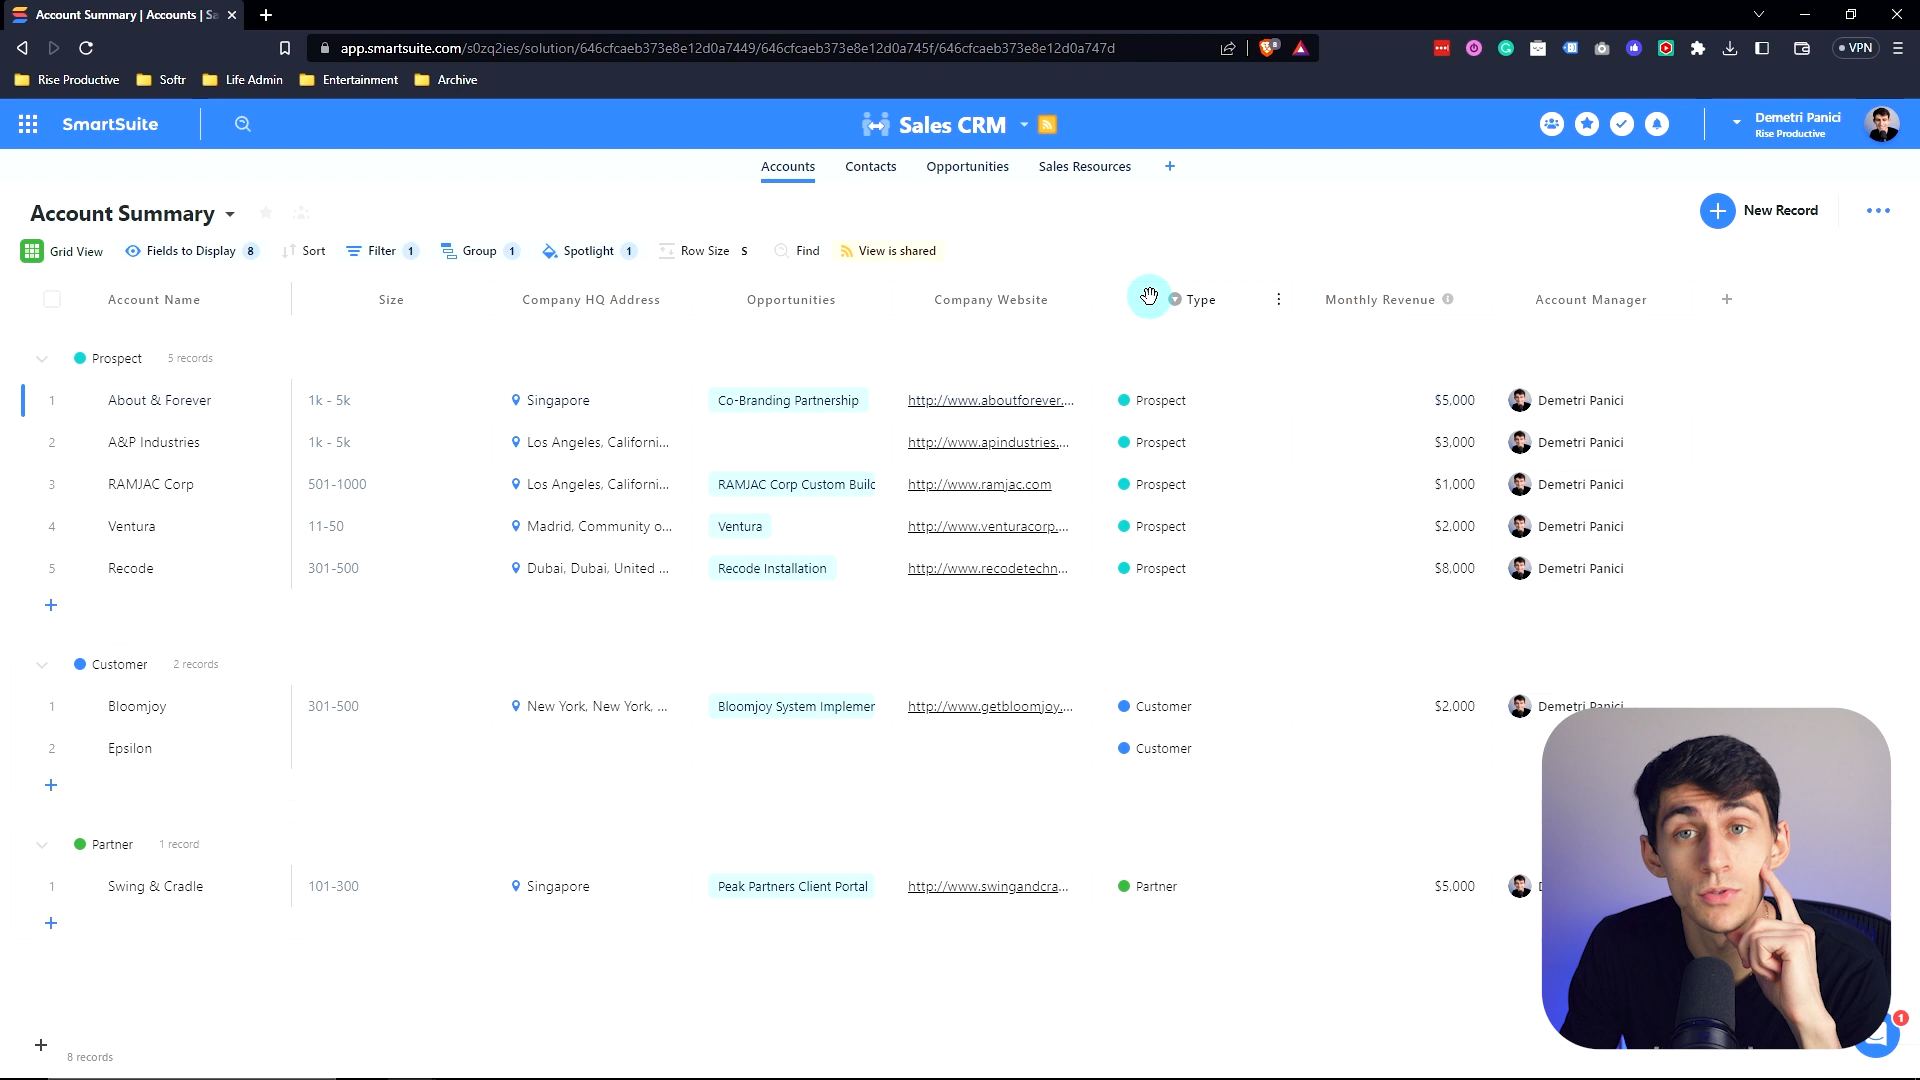 Account Summary | Accounts | Sa
app.smartsuite.com/s0zq2ies/solution/646cfcaeb373e8e12d0a7449/646cfcaeb373e8e12d0a745f/646cfcaeb373e8e12d0a747d
VPN
Rise Productive Softr Life Admin Entertainment Archive
SmartSuite Sales CRM Demetri Panici
Rise Productive
Accounts Contacts Opportunities Sales Resources +
Account Summary New Record
Grid View Fields to Display 8 Sort Filter 1 Group 1 Spotlight 1 Row Size S Find View is shared
Account Name Size Company HQ Address Opportunities Company Website Type Monthly Revenue Account Manager +
Prospect 5 records
1 About & Forever 1k - 5k Singapore Co-Branding Partnership http://www.aboutforever.... Prospect $5,000 Demetri Panici
2 A&P Industries 1k - 5k Los Angeles, Californi... http://www.apindustries.... Prospect $3,000 Demetri Panici
3 RAMJAC Corp 501-1000 Los Angeles, Californi... RAMJAC Corp Custom Builc http://www.ramjac.com Prospect $1,000 Demetri Panici
4 Ventura 11-50 Madrid, Community o... Ventura http://www.venturacorp.... Prospect $2,000 Demetri Panici
5 Recode 301-500 Dubai, Dubai, United ... Recode Installation http://www.recodetechn... Prospect $8,000 Demetri Panici
+
Customer 2 records
1 Bloomjoy 301-500 New York, New York, ... Bloomjoy System Implemen http://www.getbloomjoy.... Customer $2,000 Demetri Panici
2 Epsilon Customer
+
Partner 1 record
1 Swing & Cradle 101-300 Singapore Peak Partners Client Portal http://www.swingandcra... Partner $5,000
+
1
+ 8 records